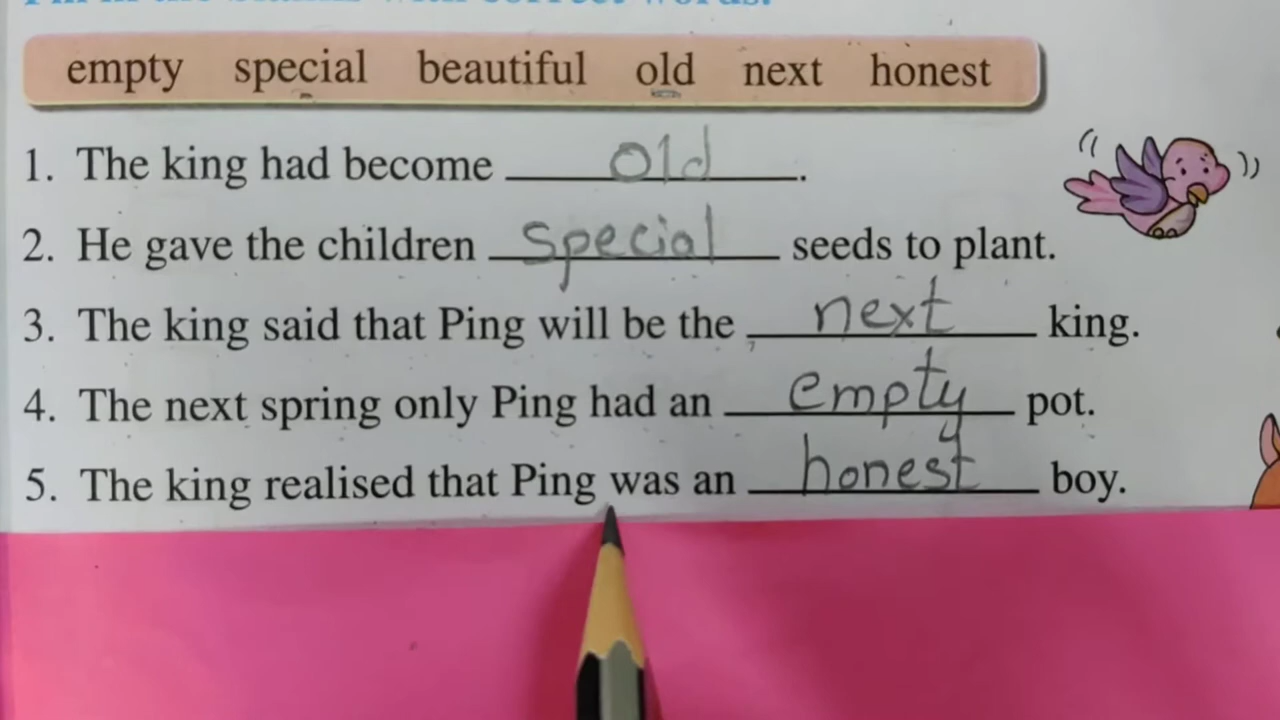 empty special beautiful old next honest
1. The king had become old.
2. He gave the children special seeds to plant.
3. The king said that Ping will be the next king.
4. The next spring only Ping had an empty pot.
5. The king realised that Ping was an honest boy.